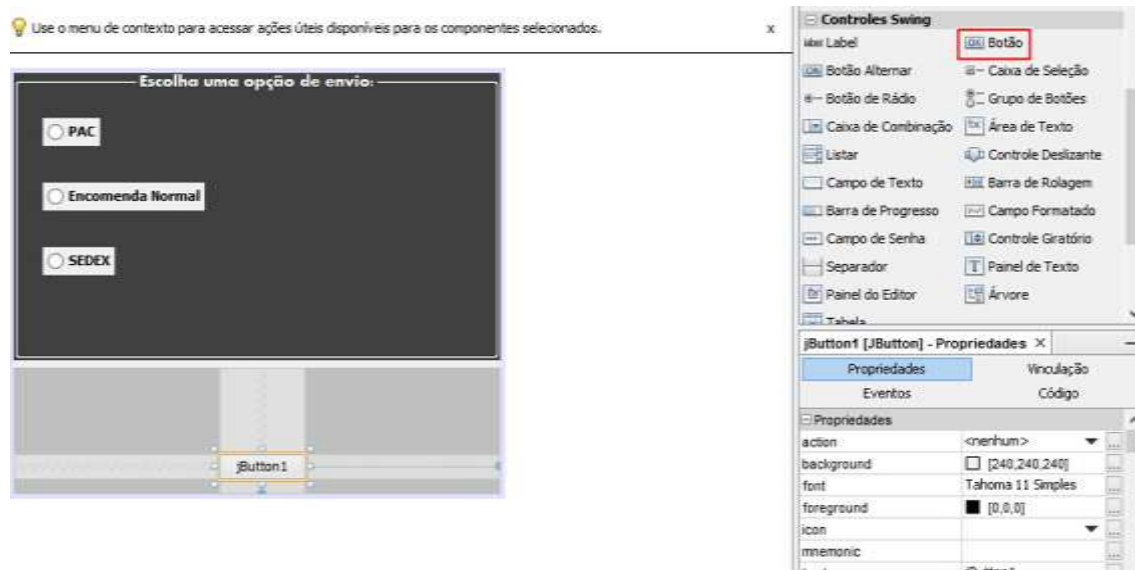 Use o menu de contexto para acessar ações úteis disponíveis para os componentes selecionados.
x
Escolha uma opção de envio:
PAC
Encomenda Normal
SEDEX
jButton1
Controles Swing
label Label
OK Botão
Botão Alternar
Caixa de Seleção
Botão de Rádio
Grupo de Botões
Caixa de Combinação
Área de Texto
Listar
Controle Deslizante
Campo de Texto
Barra de Rolagem
Barra de Progresso
Campo Formatado
Campo de Senha
Controle Giratório
Separador
Painel de Texto
Painel do Editor
Árvore
Tabela
jButton1 [JButton] - Propriedades ×
Propriedades
Vinculação
Eventos
Código
Propriedades
action <nenhum> ...
background [240,240,240] ...
font Tahoma 11 Simples ...
foreground [0,0,0] ...
icon ...
mnemonic ...